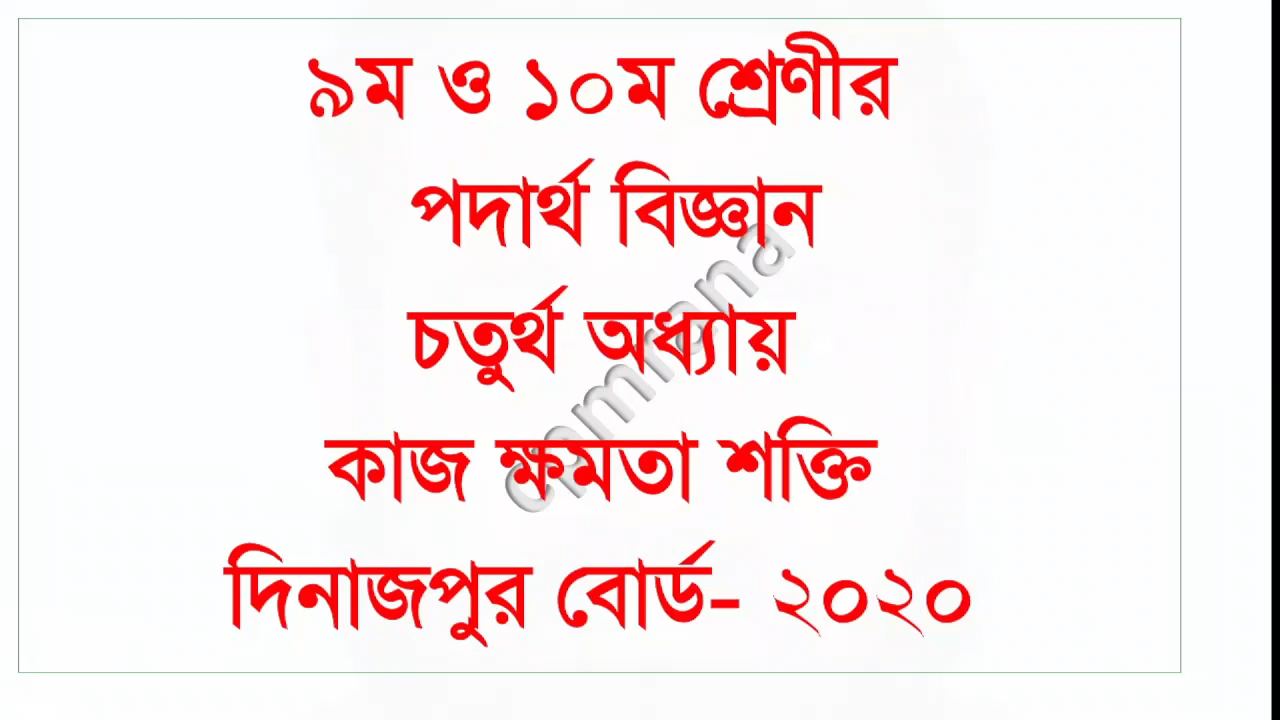 ৯ম ও ১০ম শ্রেণীর
পদার্থ বিজ্ঞান
চতুর্থ অধ্যায়
কাজ ক্ষমতা শক্তি
দিনাজপুর বোর্ড- ২০২০